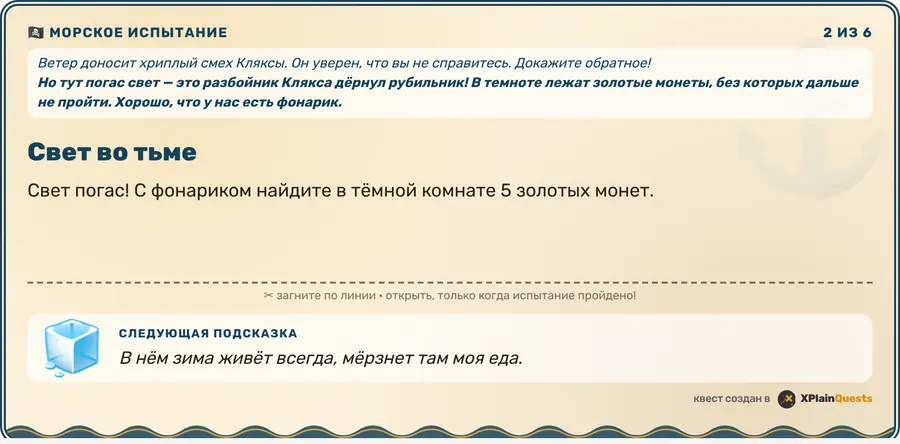 МОРСКОЕ ИСПЫТАНИЕ
2 ИЗ 6
Ветер доносит хриплый смех Кляксы. Он уверен, что вы не справитесь. Докажите обратное!
Но тут погас свет — это разбойник Клякса дёрнул рубильник! В темноте лежат золотые монеты, без которых дальше
не пройти. Хорошо, что у нас есть фонарик.
Свет во тьме
Свет погас! С фонариком найдите в тёмной комнате 5 золотых монет.
✂ загните по линии • открыть, только когда испытание пройдено!
СЛЕДУЮЩАЯ ПОДСКАЗКА
В нём зима живёт всегда, мёрзнет там моя еда.
квест создан в XPlainQuests